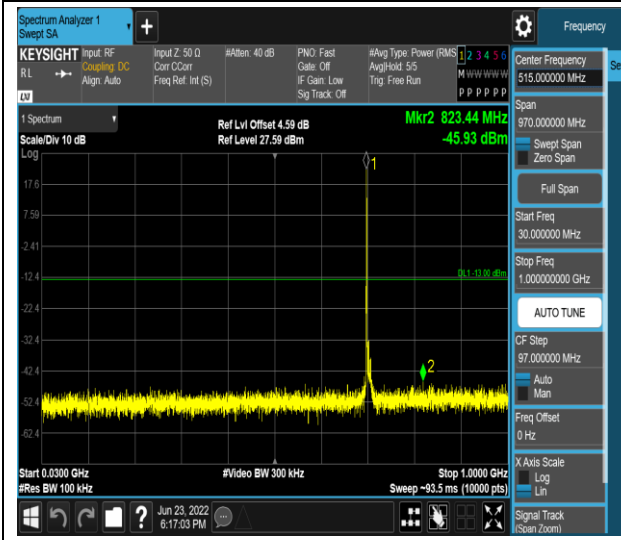 Spectrum Analyzer 1
Swept SA
Frequency
KEYSIGHT
RL
LXI
Input: RF
Coupling: DC
Align: Auto
Input Z: 50 Ω
Corr CCorr
Freq Ref: Int (S)
#Atten: 40 dB
PNO: Fast
Gate: Off
IF Gain: Low
Sig Track: Off
#Avg Type: Power (RMS
Avg|Hold: 5/5
Trig: Free Run
1 2 3 4 5 6
M W W W W W
P P P P P P
1 Spectrum
Scale/Div 10 dB
Log
Ref Lvl Offset 4.59 dB
Ref Level 27.59 dBm
Mkr2 823.44 MHz
-45.93 dBm
1
17.6
7.59
-2.41
-12.4
DL1 -13.00 dBm
-22.4
-32.4
-42.4
2
-52.4
-62.4
Start 0.0300 GHz
#Res BW 100 kHz
#Video BW 300 kHz
Stop 1.0000 GHz
Sweep ~93.5 ms (10000 pts)
Jun 23, 2022
6:17:03 PM
Center Frequency
515.000000 MHz
Se
Span
970.000000 MHz
Swept Span
Zero Span
Full Span
Start Freq
30.000000 MHz
Stop Freq
1.000000000 GHz
AUTO TUNE
CF Step
97.000000 MHz
Auto
Man
Freq Offset
0 Hz
X Axis Scale
Log
Lin
Signal Track
(Span Zoom)